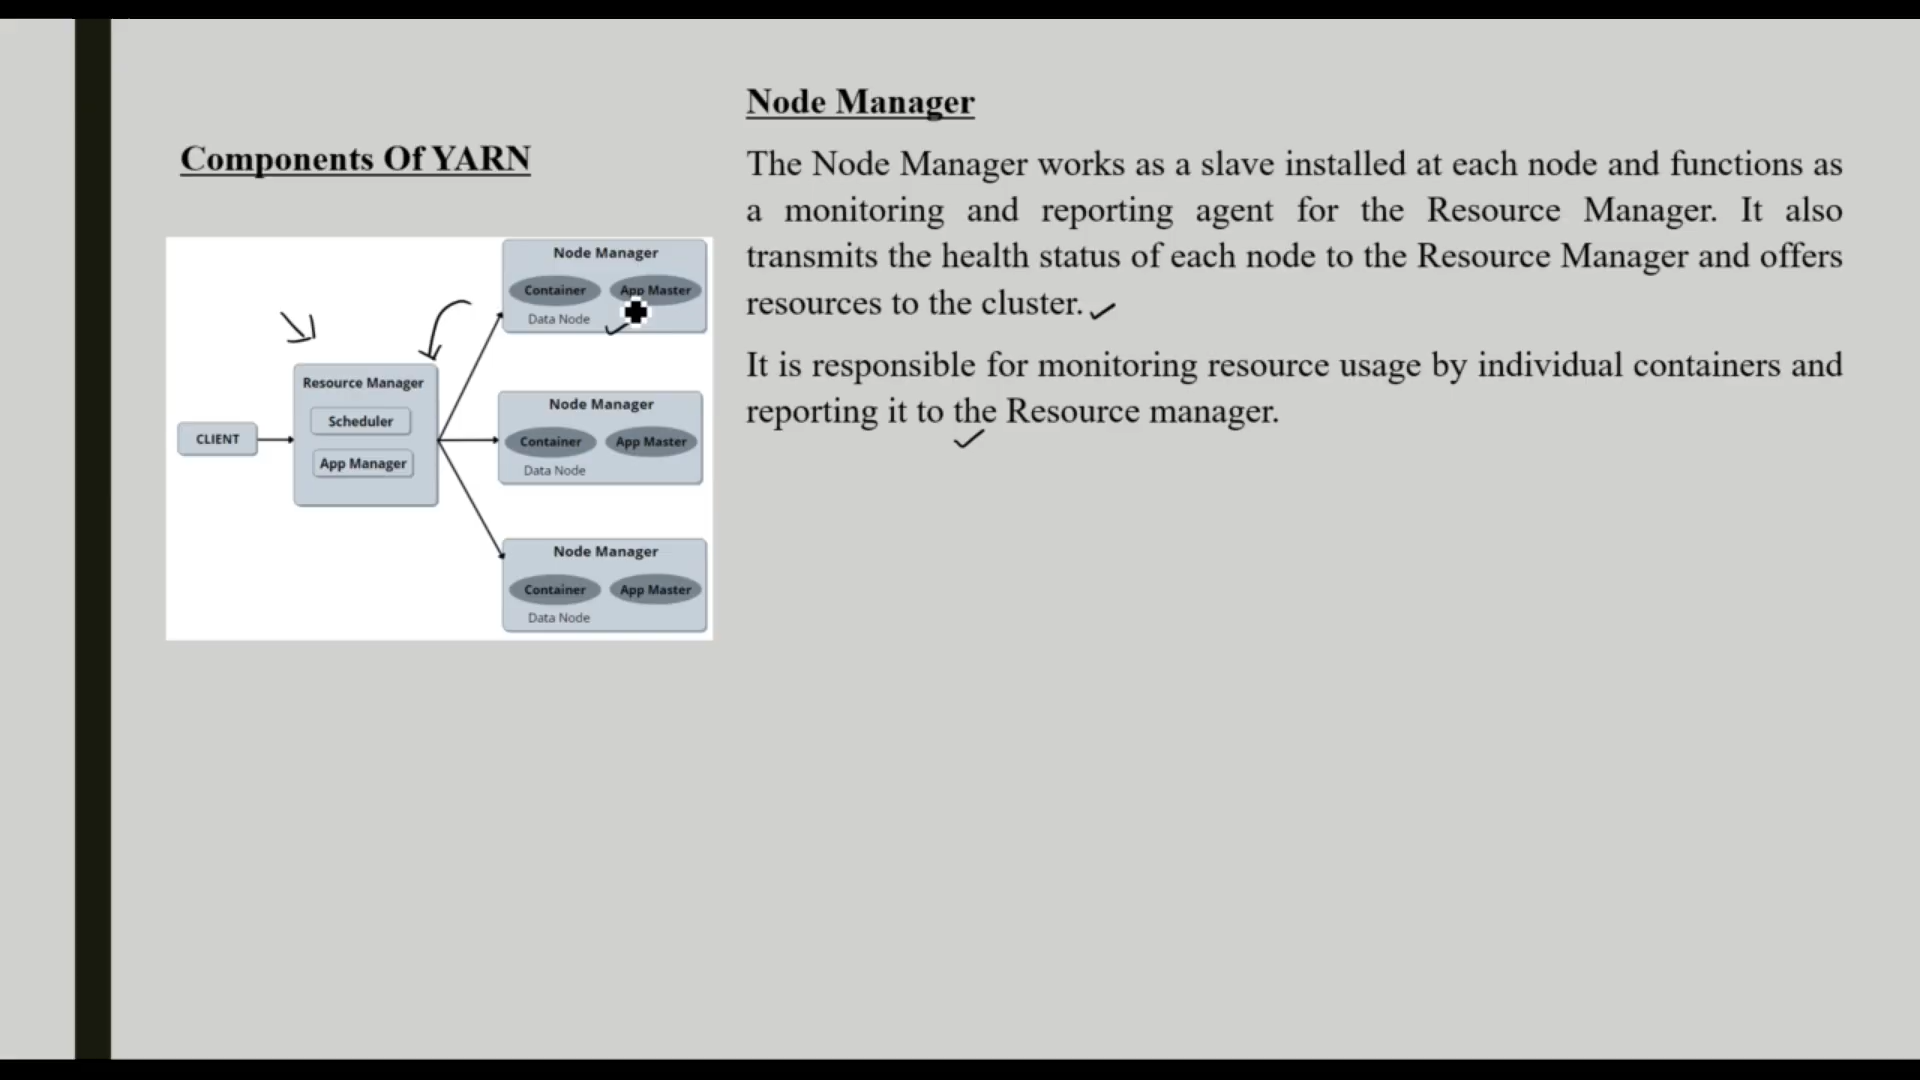 Components Of YARN
Node Manager
Container App Master
Data Node
Resource Manager
Scheduler
App Manager
CLIENT
Node Manager
Container App Master
Data Node
Node Manager
Container App Master
Data Node
Node Manager
The Node Manager works as a slave installed at each node and functions as
a monitoring and reporting agent for the Resource Manager. It also
transmits the health status of each node to the Resource Manager and offers
resources to the cluster.
It is responsible for monitoring resource usage by individual containers and
reporting it to the Resource manager.